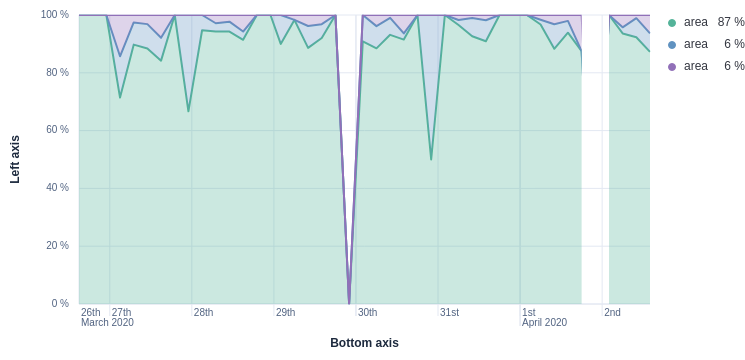 100 %
80 %
60 %
40 %
20 %
0 %
Left axis
26th 27th 28th 29th 30th 31st 1st 2nd
March 2020 April 2020
Bottom axis
area 87 %
area 6 %
area 6 %